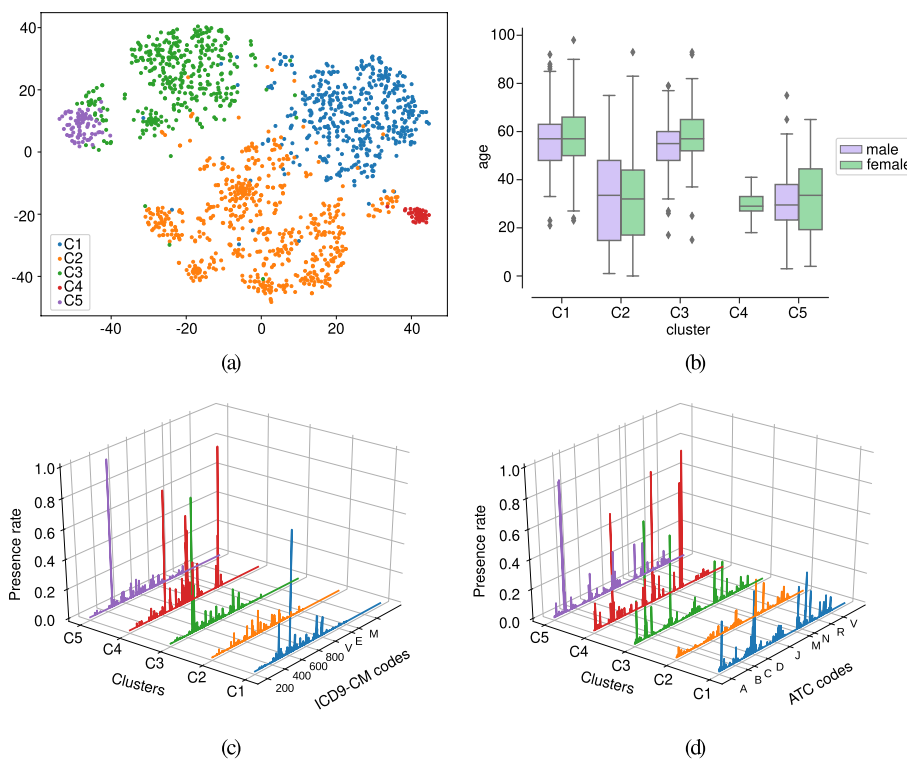 40
20
0
-20
-40
C1
C2
C3
C4
C5
-40 -20 0 20 40
(a)
100
80
60
40
20
0
age
male
female
C1 C2 C3 C4 C5
cluster
(b)
1.0
0.8
0.6
0.4
0.2
0.0
Presence rate
C5
C4
C3
C2
C1
Clusters
200
400
600
800
V
E
M
ICD9-CM codes
(c)
1.0
0.8
0.6
0.4
0.2
0.0
Presence rate
C5
C4
C3
C2
C1
Clusters
A
B
C
D
J
M
N
R
V
ATC codes
(d)